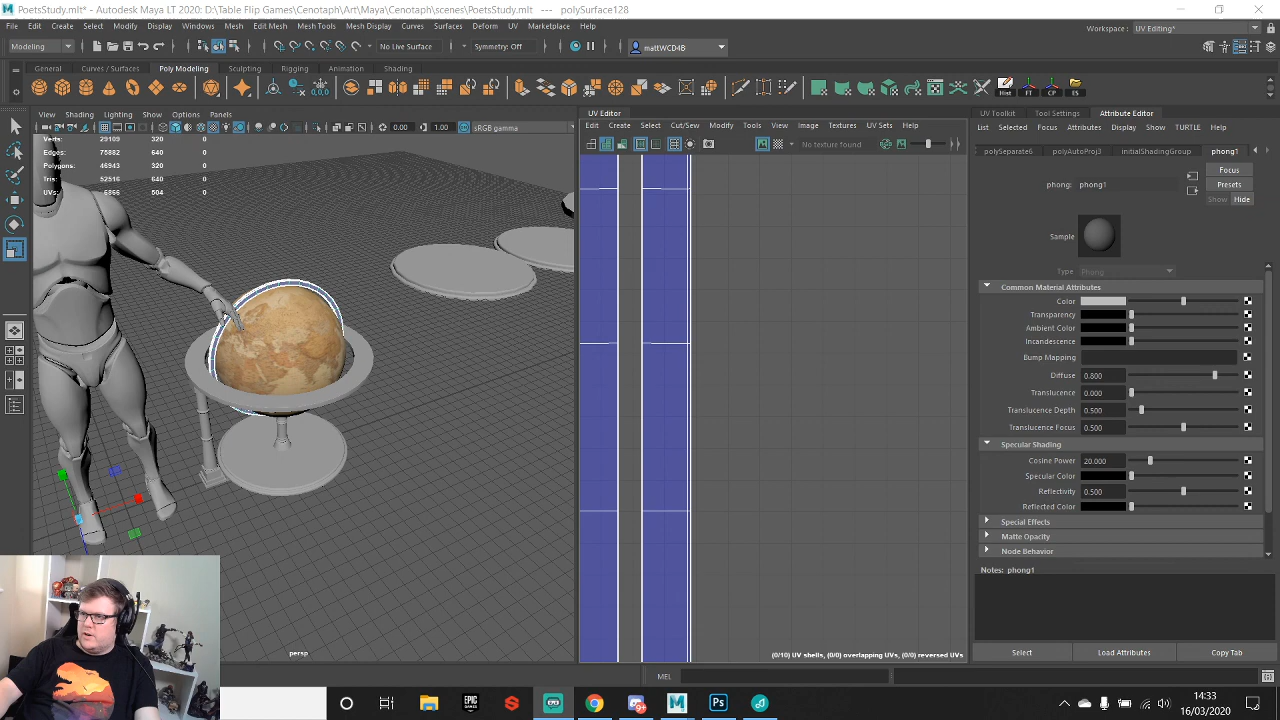 PoetsStudy.mlt* - Autodesk Maya LT 2020: D:\Table Flip Games\Cenotaph\Art\Maya\Cenotaph\scenes\PoetsStudy.mlt --- polySurface128
File Edit Create Select Modify Display Windows Mesh Edit Mesh Mesh Tools Mesh Display Curves Surfaces Deform UV Marketplace Help
Workspace : UV Editing*
Modeling No Live Surface Symmetry: Off mattWCD4B
General Curves / Surfaces Poly Modeling Sculpting Rigging Animation Shading
Hist FT CP ES
View Shading Lighting Show Options Panels
0.00 1.00 sRGB gamma
Verts: 29109 320 0
Edges: 75882 640 0
Polygons: 46943 320 0
Tris: 52516 640 0
UVs: 6866 504 0
persp
UV Editor
Edit Create Select Cut/Sew Modify Tools View Image Textures UV Sets Help
No texture found
(0/10) UV shells, (0/0) overlapping UVs, (0/0) reversed UVs
UV Toolkit Tool Settings Attribute Editor
List Selected Focus Attributes Display Show TURTLE Help
polySeparate6 polyAutoProj3 initialShadingGroup phong1
Focus
phong: phong1
Presets
Show Hide
Sample
Type Phong
Common Material Attributes
Color
Transparency
Ambient Color
Incandescence
Bump Mapping
Diffuse 0.800
Translucence 0.000
Translucence Depth 0.500
Translucence Focus 0.500
Specular Shading
Cosine Power 20.000
Specular Color
Reflectivity 0.500
Reflected Color
Special Effects
Matte Opacity
Node Behavior
Notes: phong1
Select Load Attributes Copy Tab
MEL
EPIC GAMES
Ps
14:33
16/03/2020